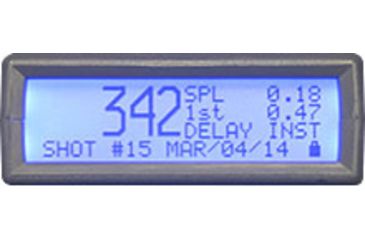 342 SPL 0.18
1st 0.47
DELAY INST
SHOT #15 MAR/04/14